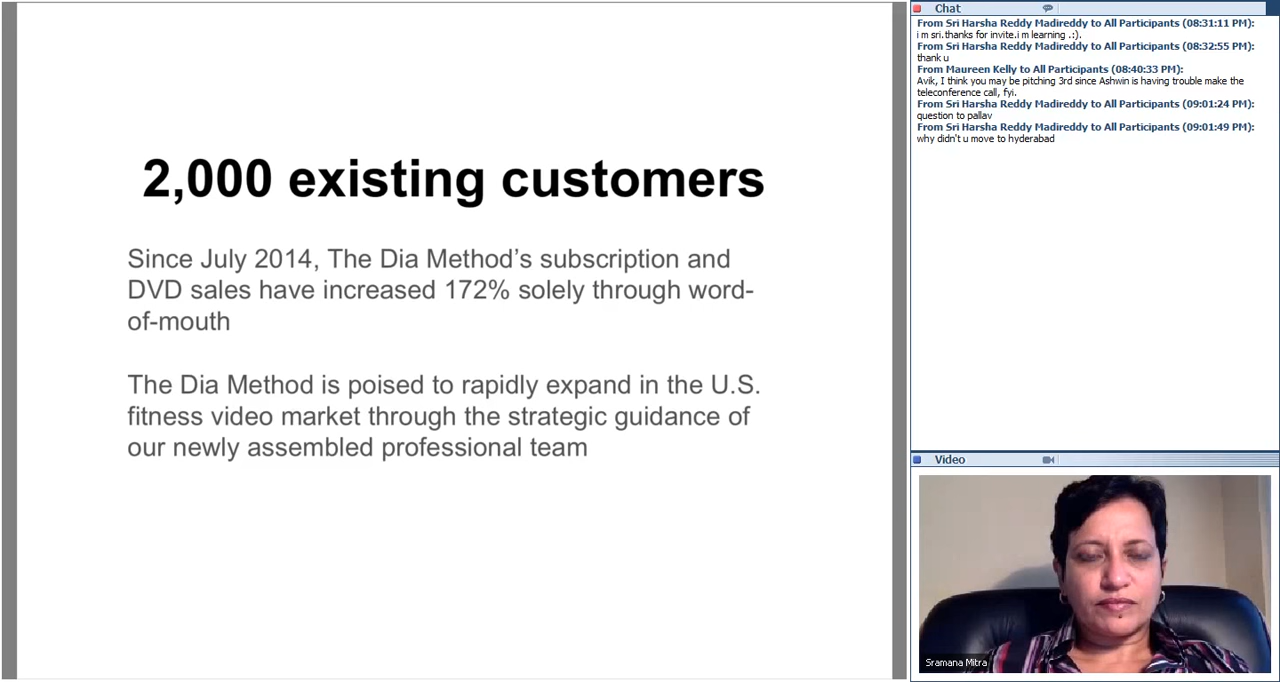 2,000 existing customers
Since July 2014, The Dia Method’s subscription and
DVD sales have increased 172% solely through word-
of-mouth
The Dia Method is poised to rapidly expand in the U.S.
fitness video market through the strategic guidance of
our newly assembled professional team
Chat
From Sri Harsha Reddy Madireddy to All Participants (08:31:11 PM):
i m sri.thanks for invite.i m learning .:).
From Sri Harsha Reddy Madireddy to All Participants (08:32:55 PM):
thank u
From Maureen Kelly to All Participants (08:40:33 PM):
Avik, I think you may be pitching 3rd since Ashwin is having trouble make the
teleconference call, fyi.
From Sri Harsha Reddy Madireddy to All Participants (09:01:24 PM):
question to pallav
From Sri Harsha Reddy Madireddy to All Participants (09:01:49 PM):
why didn't u move to hyderabad
Video
Sramana Mitra